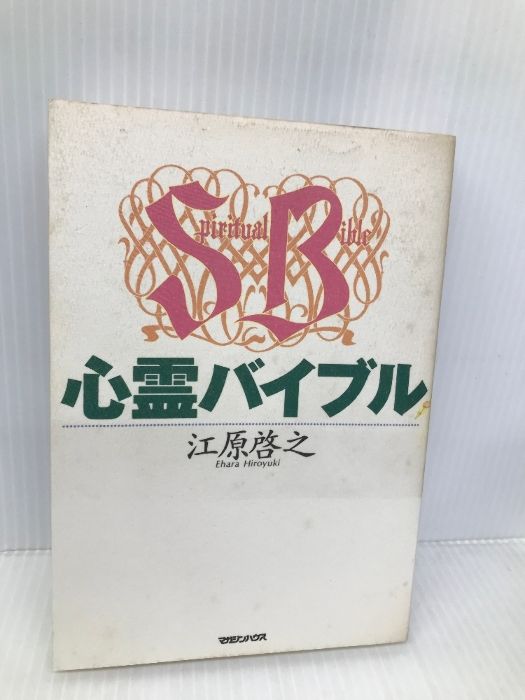 Spiritual Bible
心霊バイブル
江原啓之
Ehara Hiroyuki
マガジンハウス